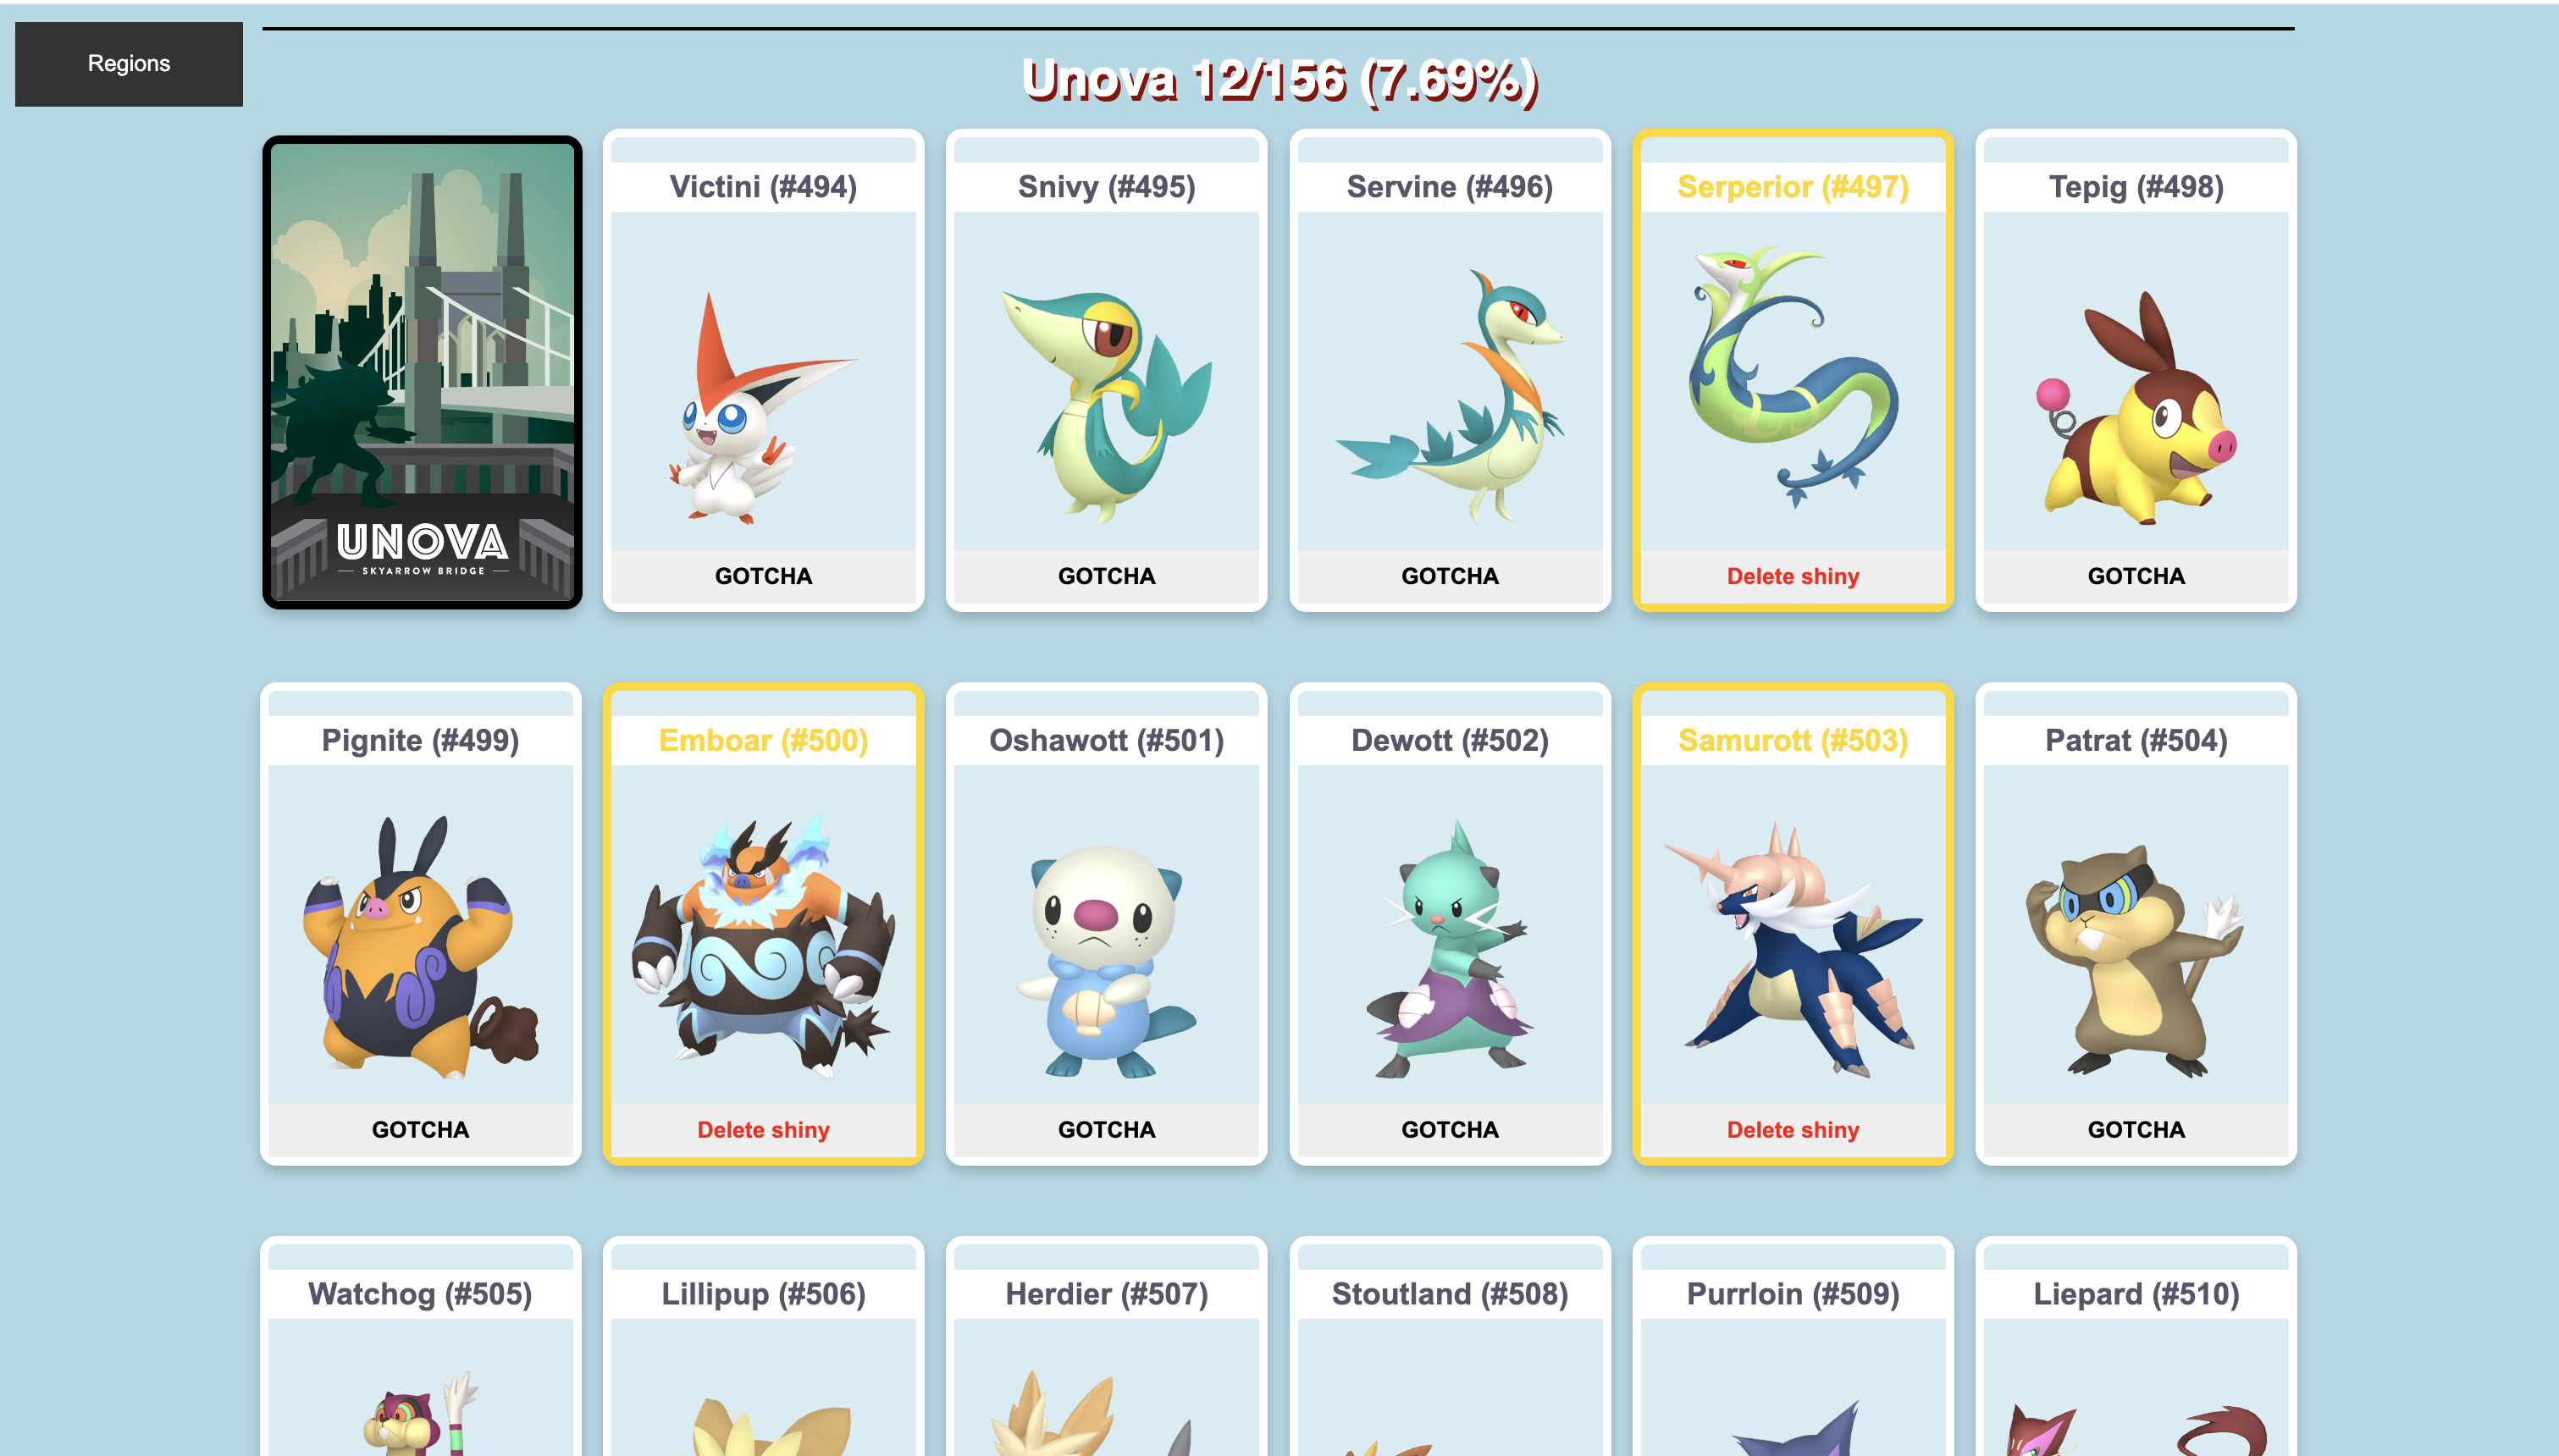 Regions
Unova 12/156 (7.69%)
UNOVA
SKYARROW BRIDGE
Victini (#494)
GOTCHA
Snivy (#495)
GOTCHA
Servine (#496)
GOTCHA
Serperior (#497)
Delete shiny
Tepig (#498)
GOTCHA
Pignite (#499)
GOTCHA
Emboar (#500)
Delete shiny
Oshawott (#501)
GOTCHA
Dewott (#502)
GOTCHA
Samurott (#503)
Delete shiny
Patrat (#504)
GOTCHA
Watchog (#505)
Lillipup (#506)
Herdier (#507)
Stoutland (#508)
Purrloin (#509)
Liepard (#510)